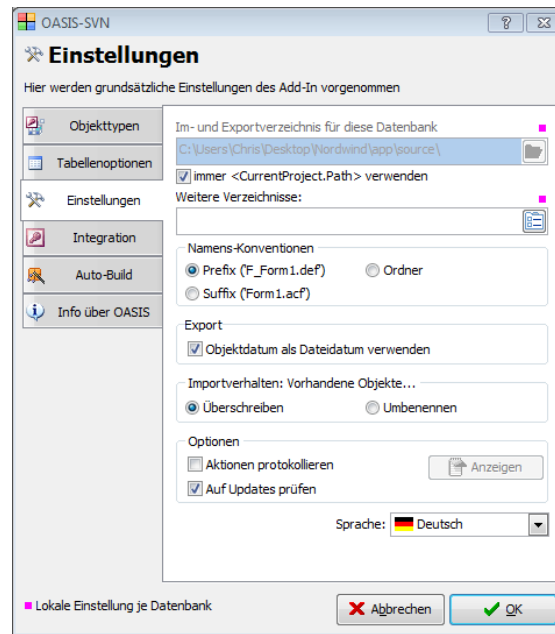 OASIS-SVN
Einstellungen
Hier werden grundsätzliche Einstellungen des Add-In vorgenommen
Objekttypen
Tabellenoptionen
Einstellungen
Integration
Auto-Build
Info über OASIS
Im- und Exportverzeichnis für diese Datenbank
C:\Users\Chris\Desktop\Nordwind\app\source\
immer <CurrentProject.Path> verwenden
Weitere Verzeichnisse:
Namens-Konventionen
Prefix ('F_Form1.def')
Ordner
Suffix ('Form1.acf')
Export
Objektdatum als Dateidatum verwenden
Importverhalten: Vorhandene Objekte...
Überschreiben
Umbenennen
Optionen
Aktionen protokollieren
Anzeigen
Auf Updates prüfen
Sprache:
Deutsch
Lokale Einstellung je Datenbank
Abbrechen
OK